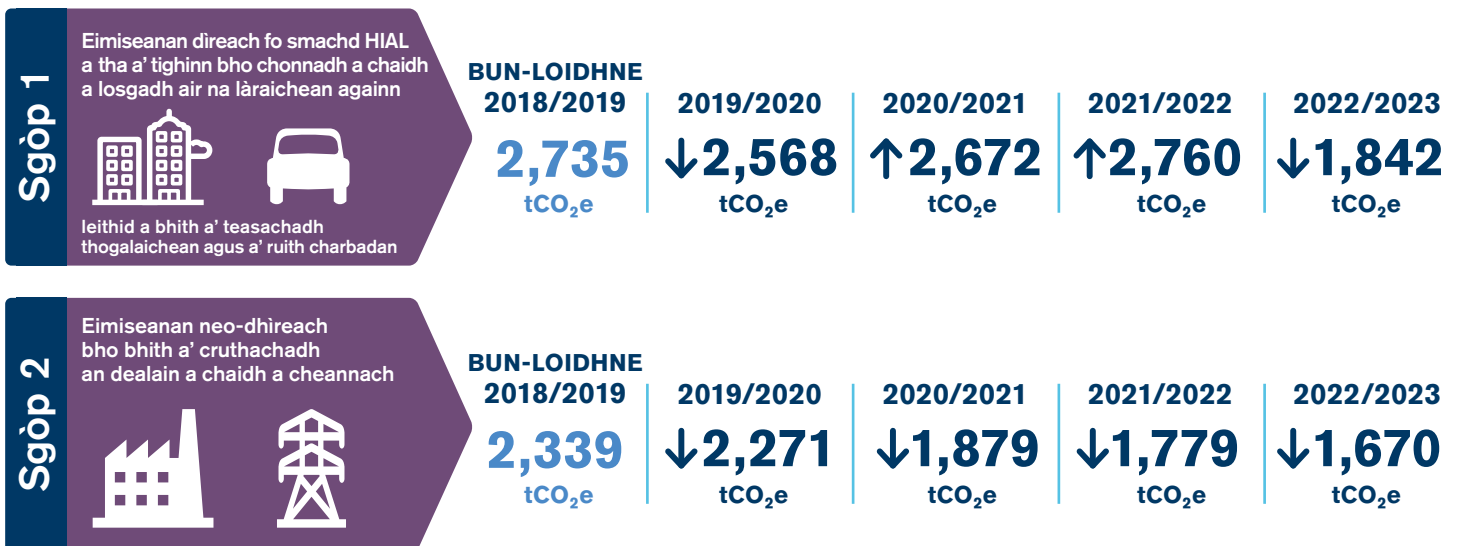 Sgòp 1
Eimiseanan dìreach fo smachd HIAL
a tha a’ tighinn bho chonnadh a chaidh
a losgadh air na làraichean againn
leithid a bhith a’ teasachadh
thogalaichean agus a’ ruith charbadan
BUN-LOIDHNE
2018/2019
2,735
tCO₂e
2019/2020
↓2,568
tCO₂e
2020/2021
↑2,672
tCO₂e
2021/2022
↑2,760
tCO₂e
2022/2023
↓1,842
tCO₂e
Sgòp 2
Eimiseanan neo-dhìreach
bho bhith a’ cruthachadh
an dealain a chaidh a cheannach
BUN-LOIDHNE
2018/2019
2,339
tCO₂e
2019/2020
↓2,271
tCO₂e
2020/2021
↓1,879
tCO₂e
2021/2022
↓1,779
tCO₂e
2022/2023
↓1,670
tCO₂e